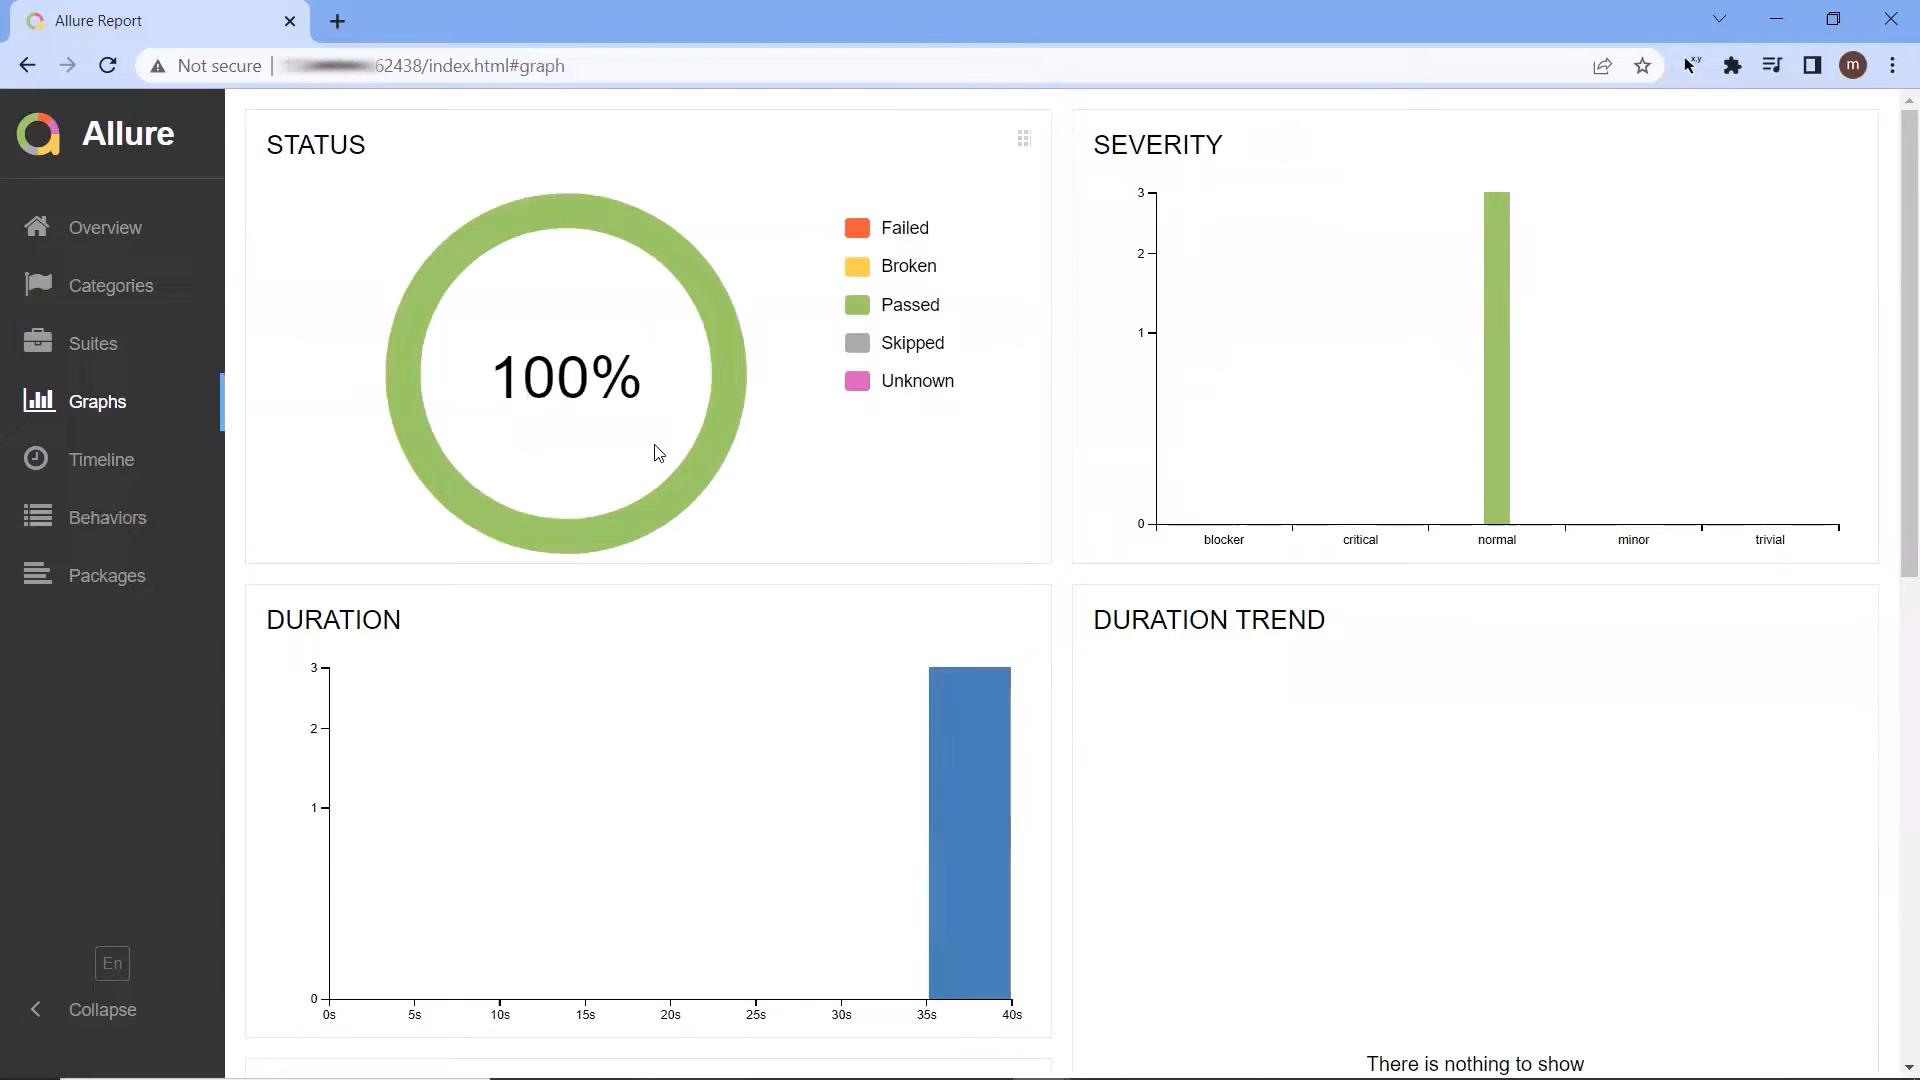 Allure Report
Not secure
62438/index.html#graph
m
Allure
Overview
Categories
Suites
Graphs
Timeline
Behaviors
Packages
En
Collapse
STATUS
100%
Failed
Broken
Passed
Skipped
Unknown
SEVERITY
3
2
1
0
blocker critical normal minor trivial
DURATION
3
2
1
0
0s 5s 10s 15s 20s 25s 30s 35s 40s
DURATION TREND
There is nothing to show